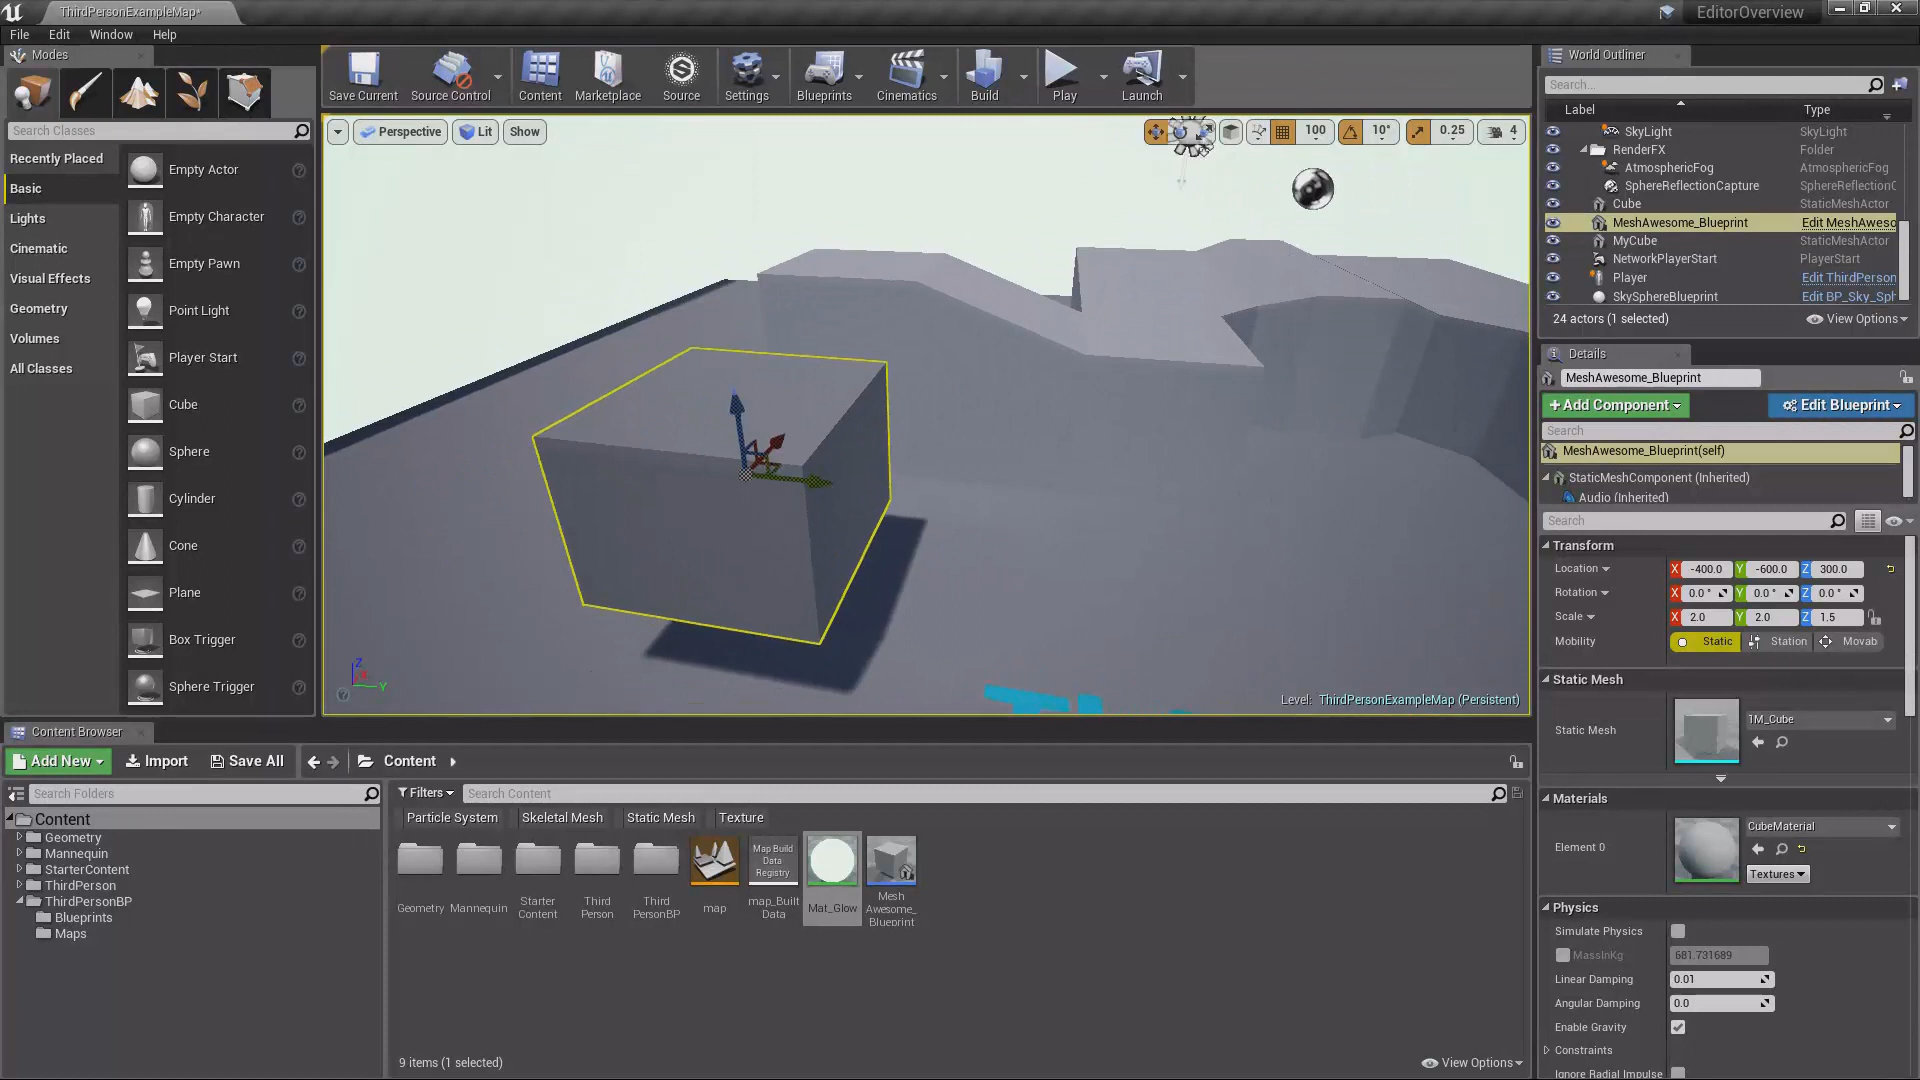 ThirdPersonExampleMap*
EditorOverview
File Edit Window Help
Modes
Search Classes
Recently Placed
Basic
Lights
Cinematic
Visual Effects
Geometry
Volumes
All Classes
Empty Actor
Empty Character
Empty Pawn
Point Light
Player Start
Cube
Sphere
Cylinder
Cone
Plane
Box Trigger
Sphere Trigger
Save Current Source Control Content Marketplace Source Settings Blueprints Cinematics Build Play Launch
Perspective Lit Show
100 10° 0.25 4
Z
X
Y
Level: ThirdPersonExampleMap (Persistent)
World Outliner
Search...
Label Type
SkyLight SkyLight
RenderFX Folder
AtmosphericFog AtmosphericFog
SphereReflectionCapture SphereReflectionC
Cube StaticMeshActor
MeshAwesome_Blueprint Edit MeshAweso
MyCube StaticMeshActor
NetworkPlayerStart PlayerStart
Player Edit ThirdPerson
SkySphereBlueprint Edit BP_Sky_Sph
24 actors (1 selected) View Options
Details
MeshAwesome_Blueprint
+Add Component Edit Blueprint
Search
MeshAwesome_Blueprint(self)
StaticMeshComponent (Inherited)
Audio (Inherited)
Search
Transform
Location X -400.0 Y -600.0 Z 300.0
Rotation X 0.0 ° Y 0.0 ° Z 0.0 °
Scale X 2.0 Y 2.0 Z 1.5
Mobility Static Station Movab
Static Mesh
Static Mesh 1M_Cube
Materials
Element 0 CubeMaterial
Textures
Physics
Simulate Physics
MassInKg 681.731689
Linear Damping 0.01
Angular Damping 0.0
Enable Gravity
Constraints
Ignore Radial Impulse
Content Browser
Add New Import Save All Content
Search Folders
Content
Geometry
Mannequin
StarterContent
ThirdPerson
ThirdPersonBP
Blueprints
Maps
Filters Search Content
Particle System Skeletal Mesh Static Mesh Texture
Map Build
Data
Registry
Geometry
Mannequin
Starter
Content
Third
Person
Third
PersonBP
map
map_Built
Data
Mat_Glow
Mesh
Awesome_
Blueprint
9 items (1 selected) View Options